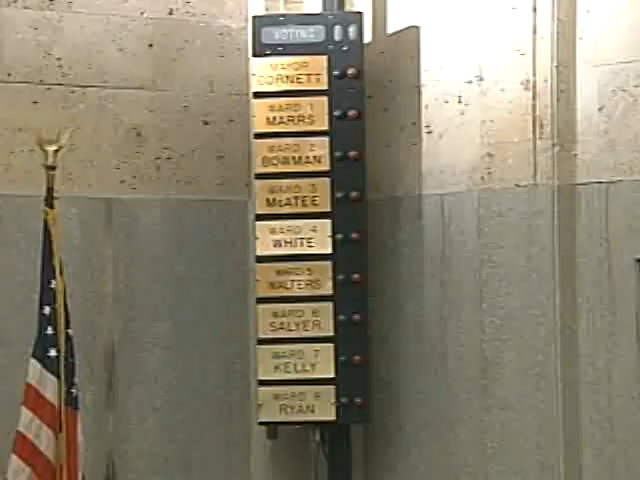 VOTING
MAYOR
CORNETT
WARD 1
MARRS
WARD 2
BOWMAN
WARD 3
McATEE
WARD 4
WHITE
WARD 5
WALTERS
WARD 6
SALYER
WARD 7
KELLY
WARD 8
RYAN